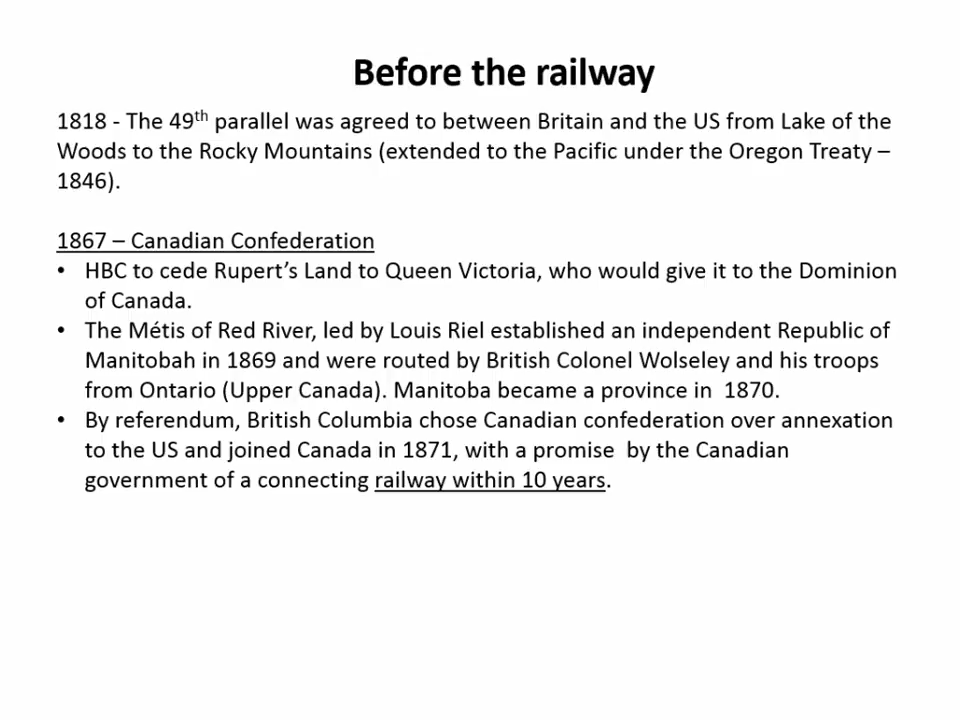 Before the railway
1818 - The 49th parallel was agreed to between Britain and the US from Lake of the
Woods to the Rocky Mountains (extended to the Pacific under the Oregon Treaty –
1846).
1867 – Canadian Confederation
• HBC to cede Rupert's Land to Queen Victoria, who would give it to the Dominion
of Canada.
• The Métis of Red River, led by Louis Riel established an independent Republic of
Manitobah in 1869 and were routed by British Colonel Wolseley and his troops
from Ontario (Upper Canada). Manitoba became a province in  1870.
• By referendum, British Columbia chose Canadian confederation over annexation
to the US and joined Canada in 1871, with a promise  by the Canadian
government of a connecting railway within 10 years.